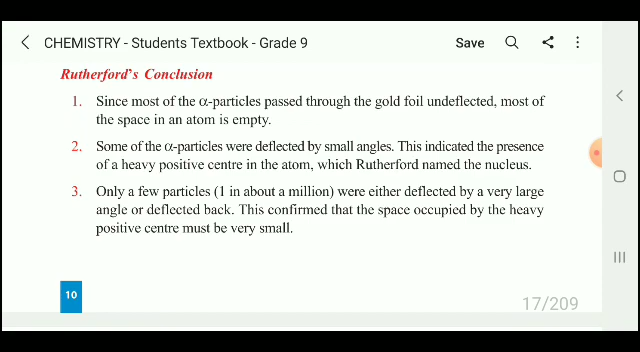 CHEMISTRY - Students Textbook - Grade 9 Save
Rutherford's Conclusion
1. Since most of the α-particles passed through the gold foil undeflected, most of
the space in an atom is empty.
2. Some of the α-particles were deflected by small angles. This indicated the presence
of a heavy positive centre in the atom, which Rutherford named the nucleus.
3. Only a few particles (1 in about a million) were either deflected by a very large
angle or deflected back. This confirmed that the space occupied by the heavy
positive centre must be very small.
10
17/209